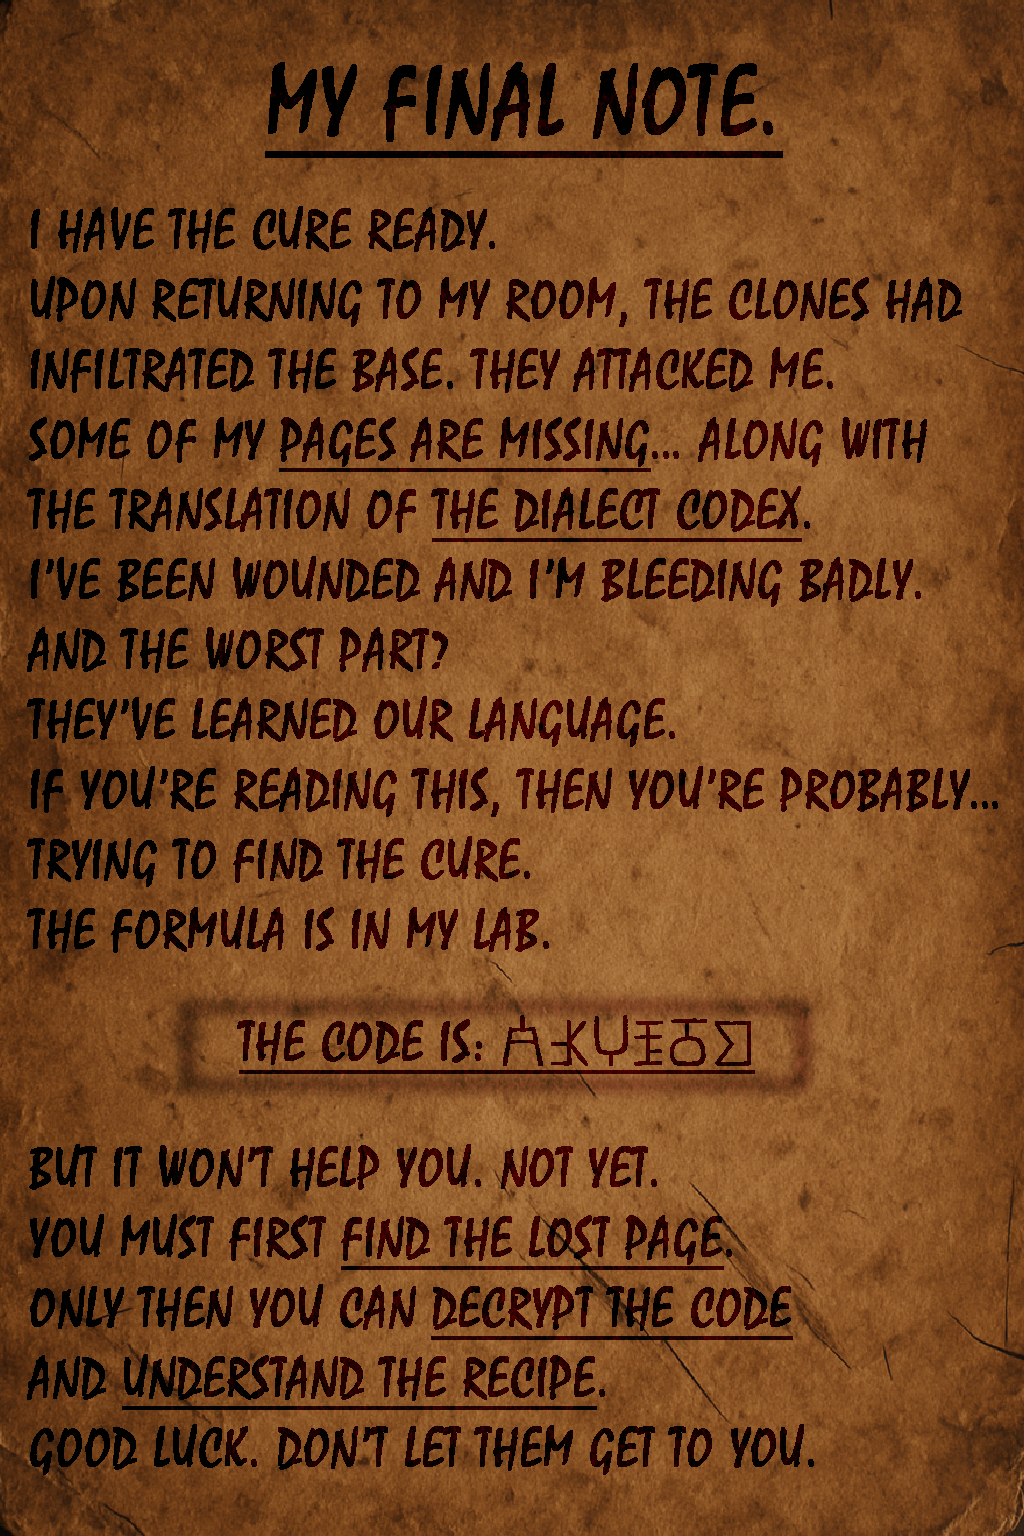 MY FINAL NOTE.
I HAVE THE CURE READY.
UPON RETURNING TO MY ROOM, THE CLONES HAD
INFILTRATED THE BASE. THEY ATTACKED ME.
SOME OF MY PAGES ARE MISSING... ALONG WITH
THE TRANSLATION OF THE DIALECT CODEX.
I'VE BEEN WOUNDED AND I'M BLEEDING BADLY.
AND THE WORST PART?
THEY'VE LEARNED OUR LANGUAGE.
IF YOU'RE READING THIS, THEN YOU'RE PROBABLY...
TRYING TO FIND THE CURE.
THE FORMULA IS IN MY LAB.
THE CODE IS:
BUT IT WON'T HELP YOU. NOT YET.
YOU MUST FIRST FIND THE LOST PAGE.
ONLY THEN YOU CAN DECRYPT THE CODE
AND UNDERSTAND THE RECIPE.
GOOD LUCK. DON'T LET THEM GET TO YOU.